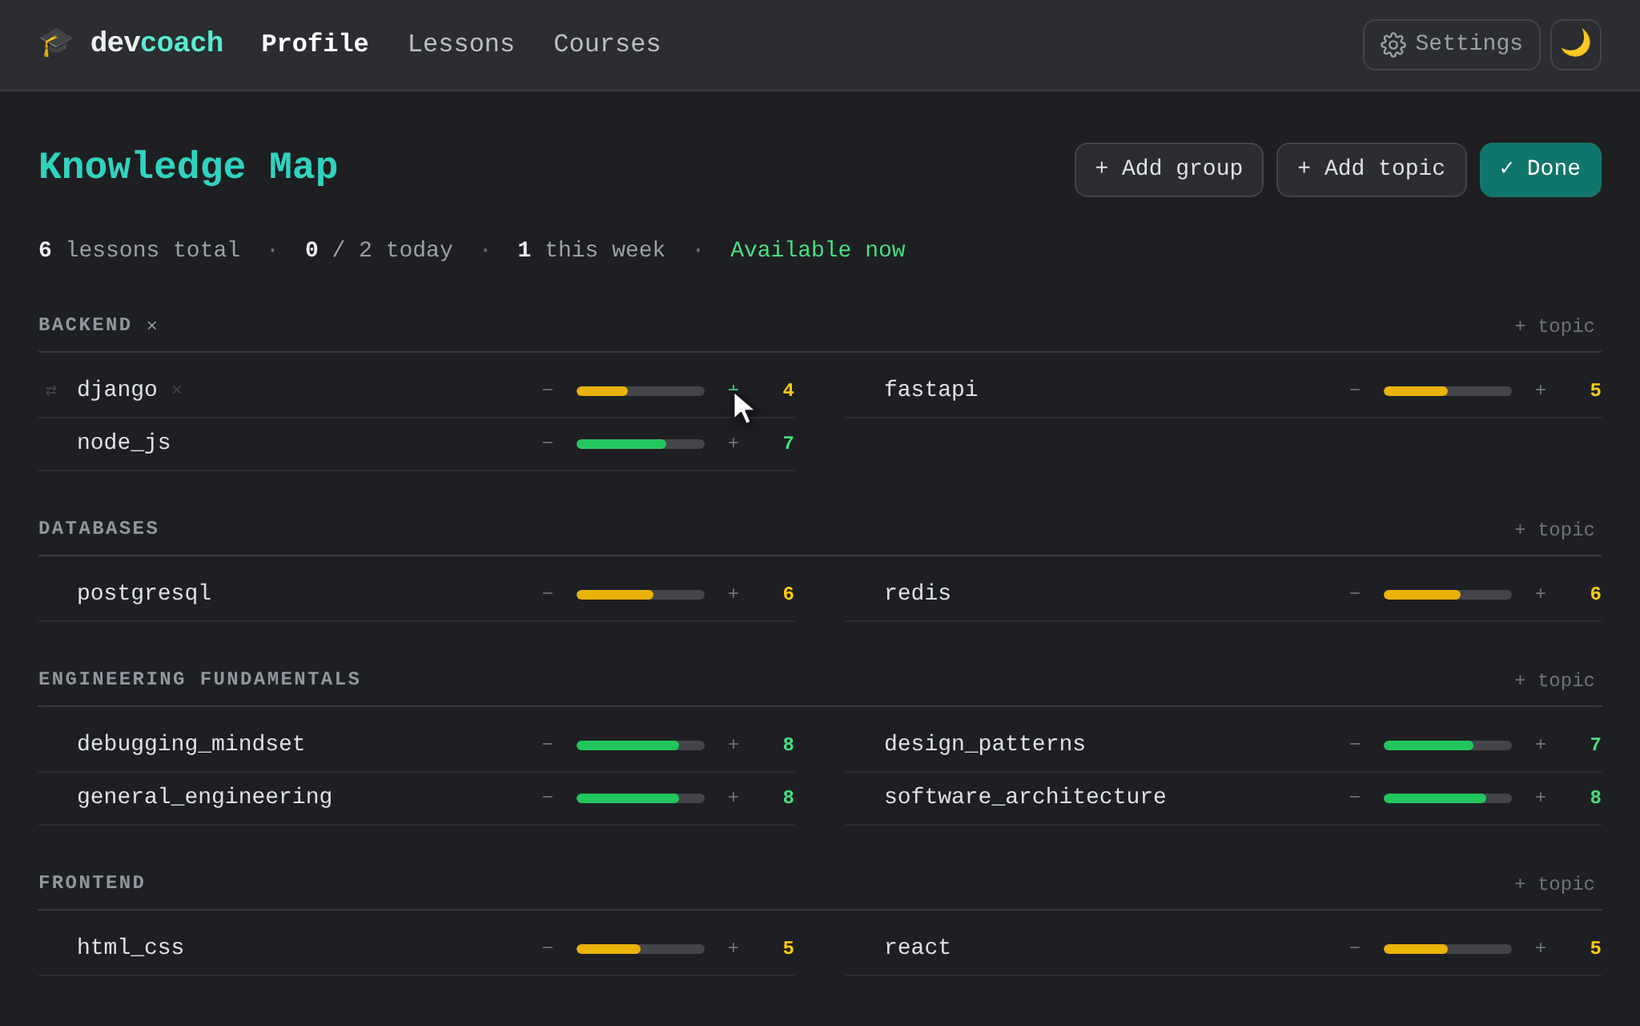 devcoach Profile Lessons Courses Settings
Knowledge Map + Add group + Add topic ✓ Done
6 lessons total · 0 / 2 today · 1 this week · Available now
BACKEND × + topic
⇄ django × − + 4 fastapi − + 5
node_js − + 7
DATABASES + topic
postgresql − + 6 redis − + 6
ENGINEERING FUNDAMENTALS + topic
debugging_mindset − + 8 design_patterns − + 7
general_engineering − + 8 software_architecture − + 8
FRONTEND + topic
html_css − + 5 react − + 5